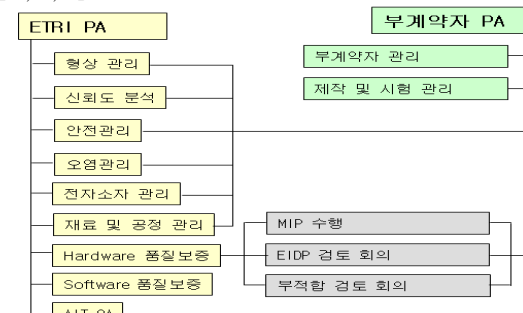 ETRI PA
부계약자 PA
형상 관리
부계약자 관리
신뢰도 분석
제작 및 시험 관리
안전관리
오염관리
전자소자 관리
재료 및 공정 관리
MIP 수행
Hardware 품질보증
EIDP 검토 회의
Software 품질보증
부적합 검토 회의
AIT PA